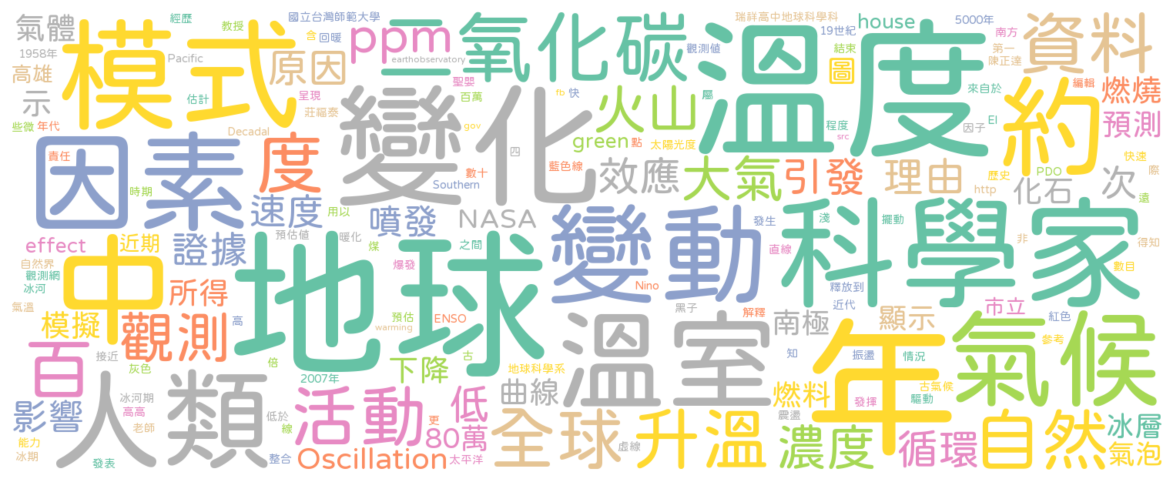 氣體 經歷 教授 國立台灣師範大學 ppm 二氧化碳 瑞祥高中地球科學科 house 5000年
1958年 Pacific 含 回暖 earthobservatory 觀測值 19世紀 結束 南方 資料
高雄 模式 原因 聖嬰 溫度 圖 第一 陳正達
示 估計 呈現 百萬 快 屬 來自於 編輯 燃燒
些微 年代 Decadal 莊福泰 變化 gov 火山 程度 因子 EI 約 預測
責任 因素 度 四 green 點 太陽光度 src 快速
藍色線 數十 效應 大氣 引發 理由 歷史 PDO 化石 次 際
時期 速度 用以 噴發 Southern NASA http 遠
effect 近期 證據 預估值 暖化 煤 之間 變動 發生 淺 擺動 科學家 非 得知
自然界 觀測網 冰河 中 所得 地球 爆發 直線 釋放到 數目
氣溫 模擬 高 預估 ENSO Nino 黑子 解釋 近代 市立 紅色
觀測 warming 溫室 南極 顯示 氣候 參考
百 接近 灰色 倍 古 下降 地球科學系 知 振盪 情況 年
2007年 曲線 燃料 古氣候 驅動
影響 人類 冰河期 高高 老師 低於 活動 更 低 震盪 發揮 冰層
能力 冰期 線 80萬 全球 升溫 濃度 循環 自然 氣泡
發表 整合 Oscillation 太平洋 虛線